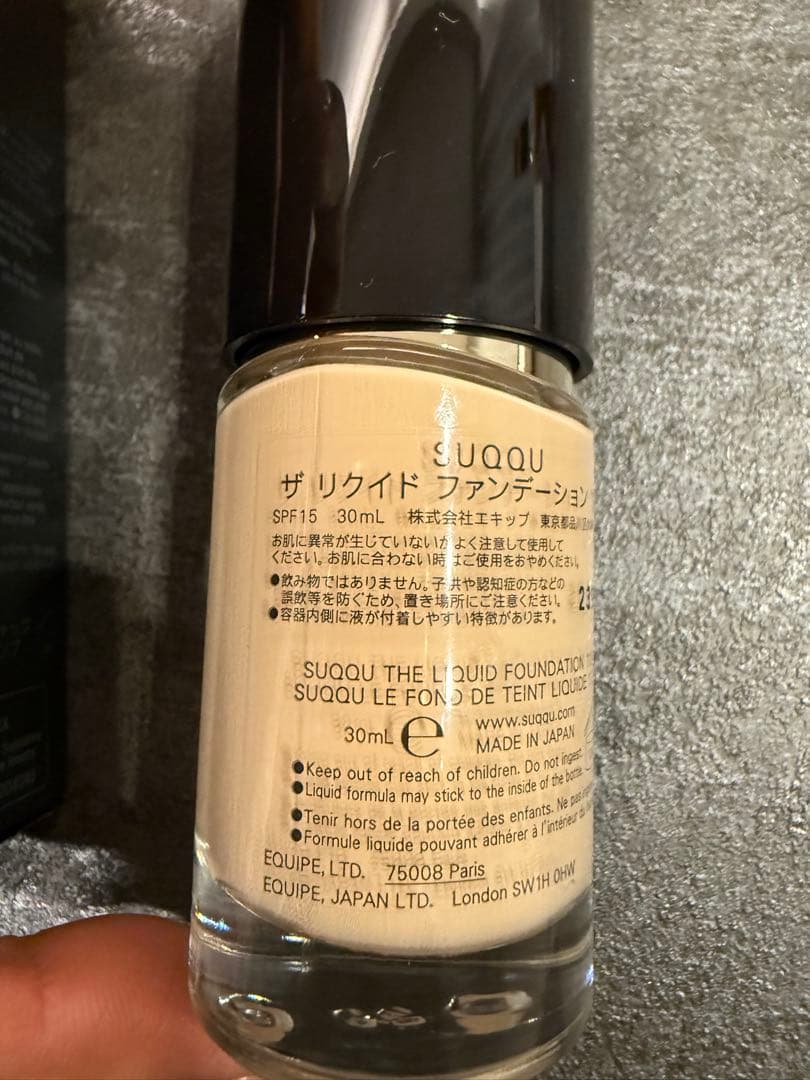 SUQQU
ザ リクイド ファンデーション
SPF15 30mL 株式会社エキップ 東京都品川区
お肌に異常が生じていないかよく注意して使用して
ください。お肌に合わない時はご使用をおやめください。
●飲み物ではありません。子供や認知症の方などの
誤飲等を防ぐため、置き場所にご注意ください。
●容器内側に液が付着しやすい特徴があります。
SUQQU THE LIQUID FOUNDATION
SUQQU LE FOND DE TEINT LIQUIDE
30mL ℮ www.suqqu.com
MADE IN JAPAN
●Keep out of reach of children. Do not ingest.
●Liquid formula may stick to the inside of the bottle.
●Tenir hors de la portée des enfants. Ne pas
●Formule liquide pouvant adhérer à l'intérieur du
EQUIPE, LTD. 75008 Paris
EQUIPE, JAPAN LTD. London SW1H 0HW